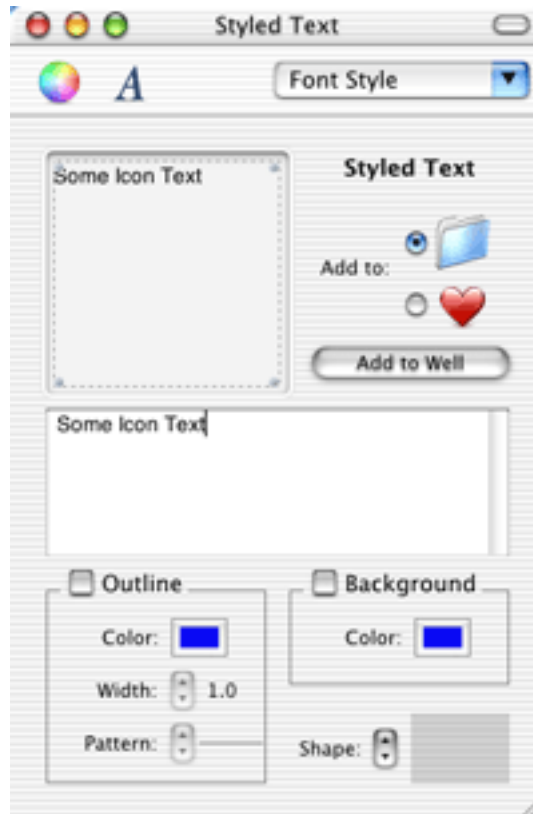 Styled Text
A
Font Style
Some Icon Text
Styled Text
Add to:
Add to Well
Some Icon Text
Outline
Background
Color:
Color:
Width: 1.0
Pattern:
Shape: